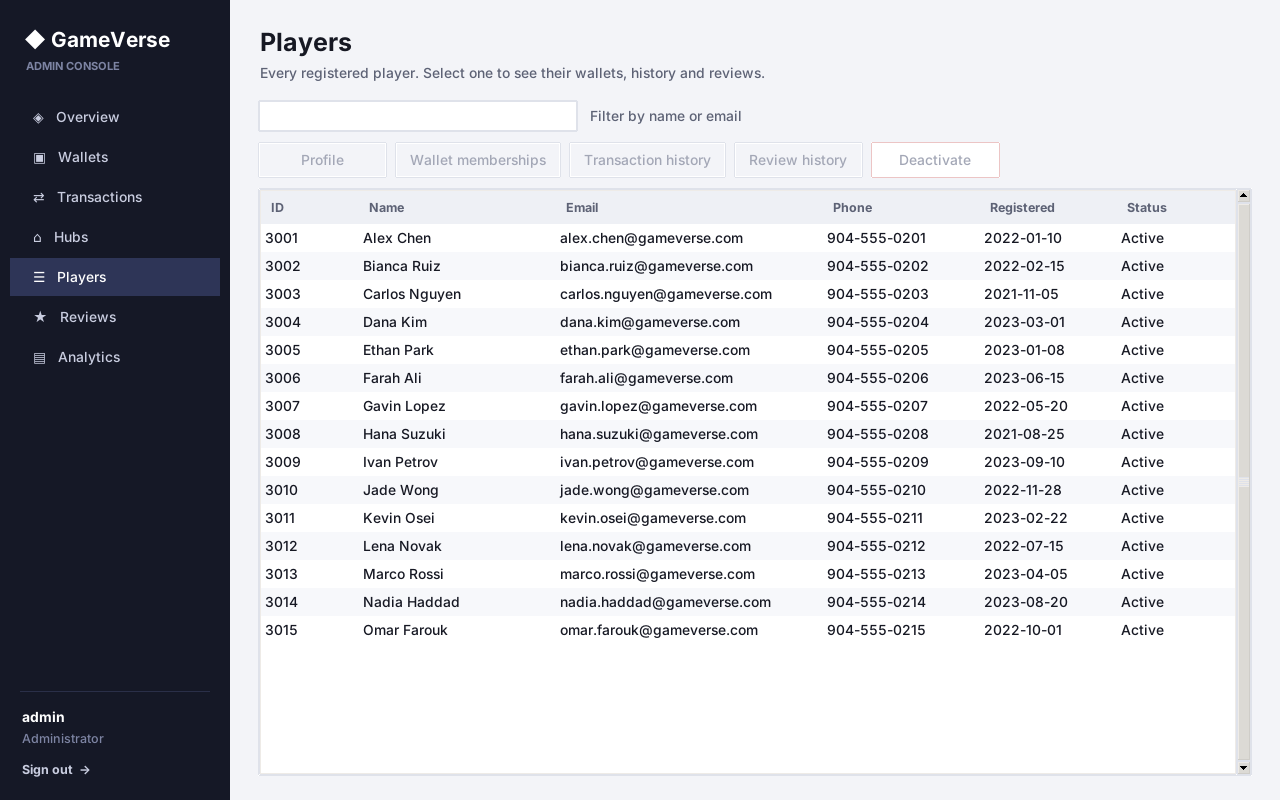 ◆ GameVerse
ADMIN CONSOLE
◈ Overview
▣ Wallets
⇄ Transactions
⌂ Hubs
☰ Players
★ Reviews
▤ Analytics
admin
Administrator
Sign out →
Players
Every registered player. Select one to see their wallets, history and reviews.
Filter by name or email
Profile Wallet memberships Transaction history Review history Deactivate
ID Name Email Phone Registered Status
3001 Alex Chen alex.chen@gameverse.com 904-555-0201 2022-01-10 Active
3002 Bianca Ruiz bianca.ruiz@gameverse.com 904-555-0202 2022-02-15 Active
3003 Carlos Nguyen carlos.nguyen@gameverse.com 904-555-0203 2021-11-05 Active
3004 Dana Kim dana.kim@gameverse.com 904-555-0204 2023-03-01 Active
3005 Ethan Park ethan.park@gameverse.com 904-555-0205 2023-01-08 Active
3006 Farah Ali farah.ali@gameverse.com 904-555-0206 2023-06-15 Active
3007 Gavin Lopez gavin.lopez@gameverse.com 904-555-0207 2022-05-20 Active
3008 Hana Suzuki hana.suzuki@gameverse.com 904-555-0208 2021-08-25 Active
3009 Ivan Petrov ivan.petrov@gameverse.com 904-555-0209 2023-09-10 Active
3010 Jade Wong jade.wong@gameverse.com 904-555-0210 2022-11-28 Active
3011 Kevin Osei kevin.osei@gameverse.com 904-555-0211 2023-02-22 Active
3012 Lena Novak lena.novak@gameverse.com 904-555-0212 2022-07-15 Active
3013 Marco Rossi marco.rossi@gameverse.com 904-555-0213 2023-04-05 Active
3014 Nadia Haddad nadia.haddad@gameverse.com 904-555-0214 2023-08-20 Active
3015 Omar Farouk omar.farouk@gameverse.com 904-555-0215 2022-10-01 Active